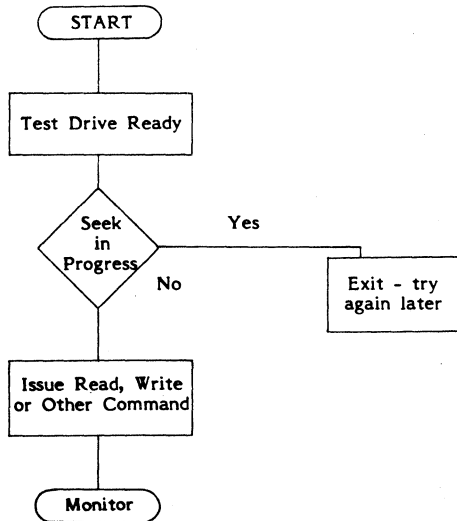 START
Test Drive Ready
Seek
in
Progress
Yes
No
Exit - try
again later
Issue Read, Write
or Other Command
Monitor